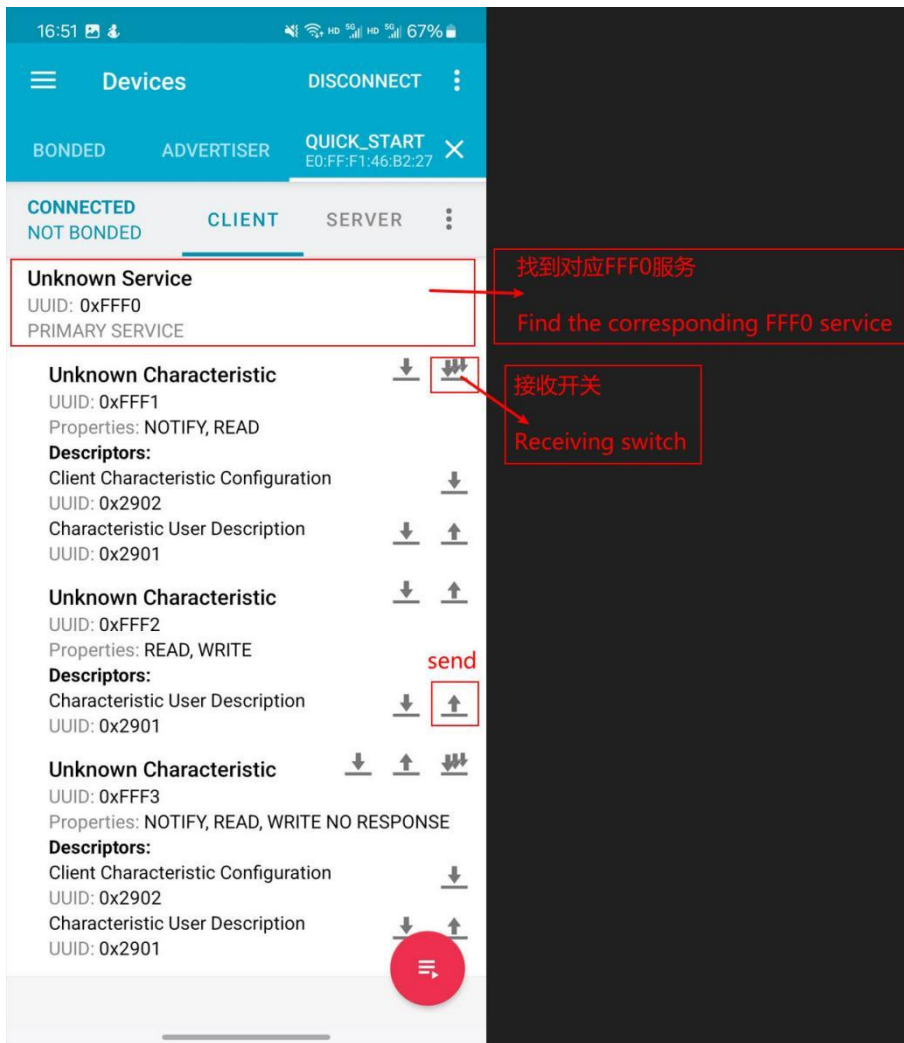 16:51 HD 5G HD 5G 67%
Devices DISCONNECT
BONDED ADVERTISER QUICK_START
E0:FF:F1:46:B2:27
CONNECTED
NOT BONDED
CLIENT SERVER
Unknown Service
UUID: 0xFFF0
PRIMARY SERVICE
找到对应FFF0服务
Find the corresponding FFF0 service
Unknown Characteristic
UUID: 0xFFF1
Properties: NOTIFY, READ
Descriptors:
Client Characteristic Configuration
UUID: 0x2902
Characteristic User Description
UUID: 0x2901
接收开关
Receiving switch
Unknown Characteristic
UUID: 0xFFF2
Properties: READ, WRITE
send
Descriptors:
Characteristic User Description
UUID: 0x2901
Unknown Characteristic
UUID: 0xFFF3
Properties: NOTIFY, READ, WRITE NO RESPONSE
Descriptors:
Client Characteristic Configuration
UUID: 0x2902
Characteristic User Description
UUID: 0x2901